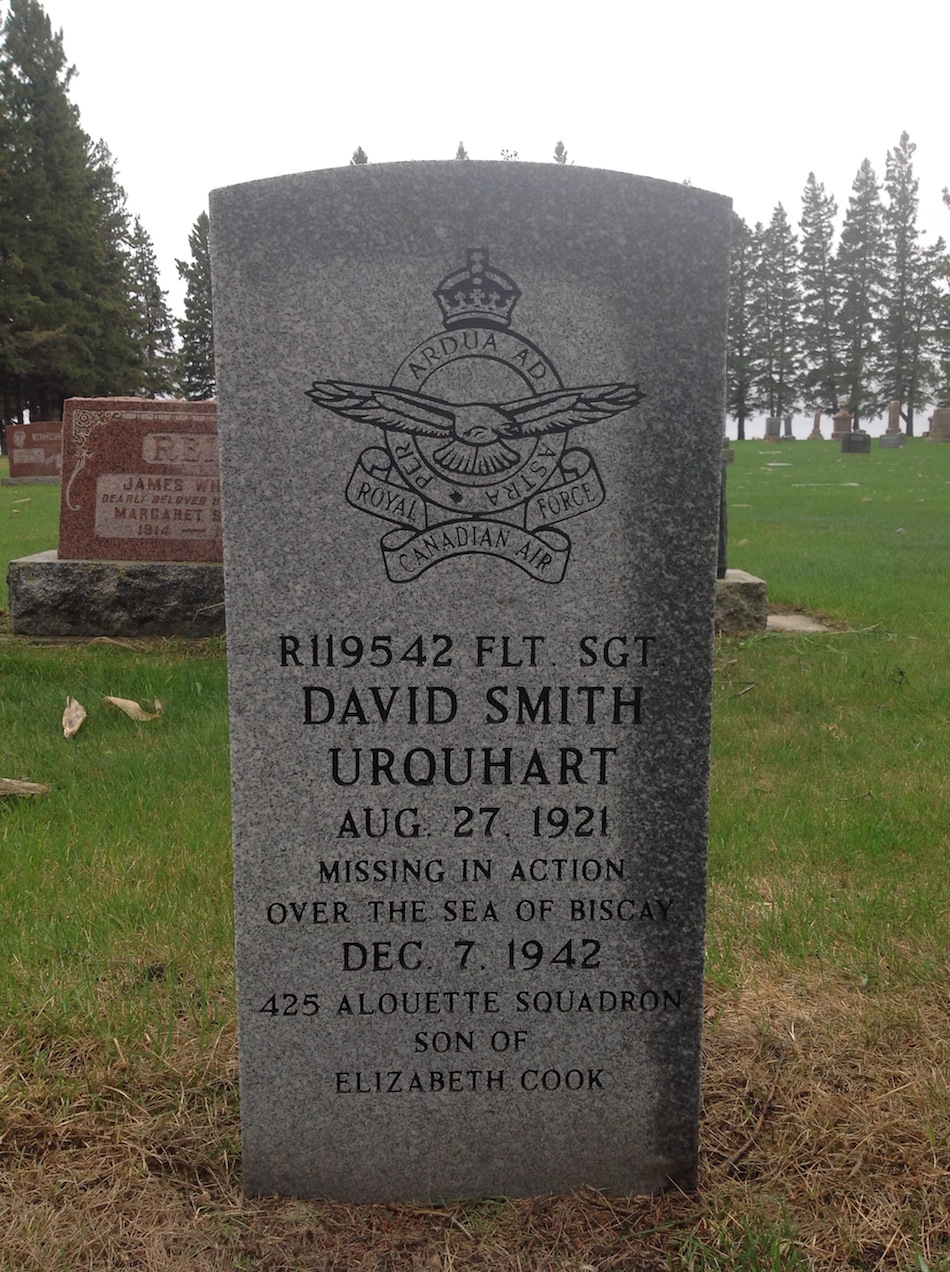 PER ARDUA AD ASTRA
ROYAL CANADIAN AIR FORCE
R119542 FLT. SGT.
DAVID SMITH
URQUHART
AUG. 27, 1921
MISSING IN ACTION
OVER THE SEA OF BISCAY
DEC. 7, 1942
425 ALOUETTE SQUADRON
SON OF
ELIZABETH COOK
JAMES
DEARLY BELOVED
MARGARET
1914 —